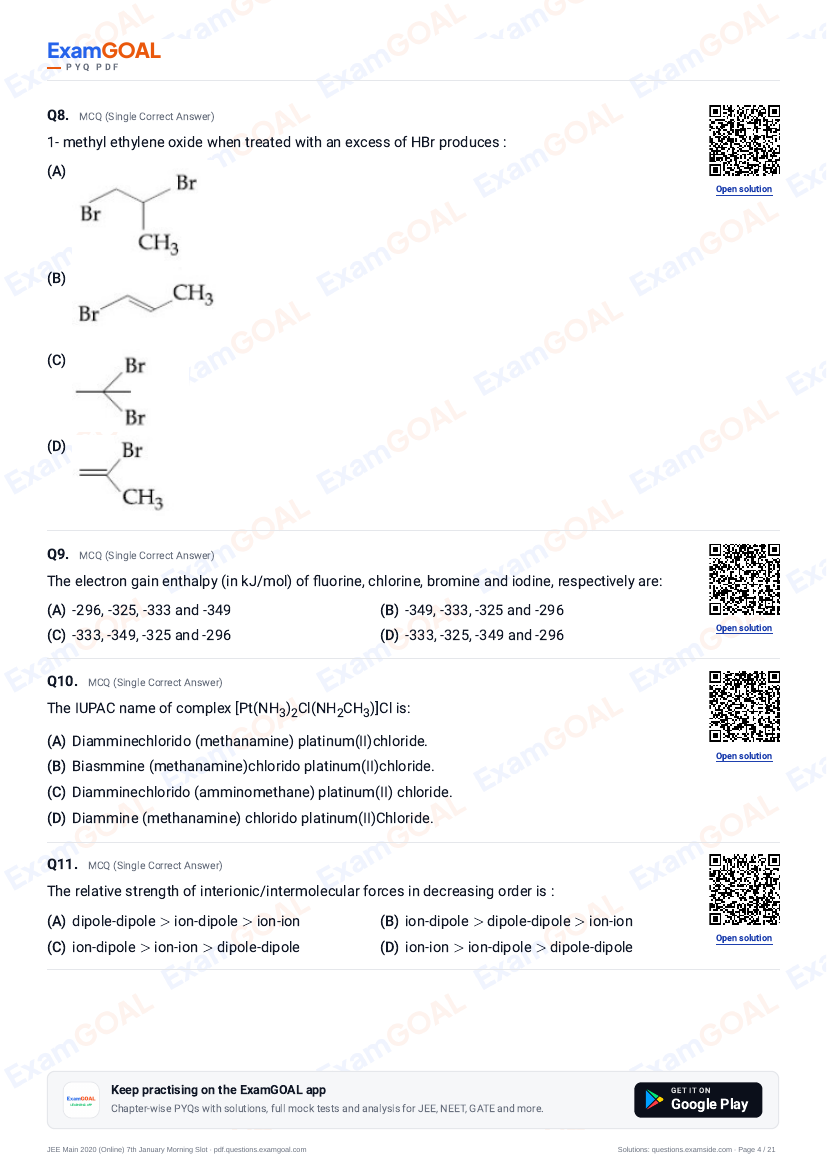 ExamGOAL
PYQ PDF
Q8. MCQ (Single Correct Answer)
1- methyl ethylene oxide when treated with an excess of HBr produces :
Open solution
(A)
Br
Br
CH3
(B)
CH3
Br
(C)
Br
Br
(D)
Br
CH3
Q9. MCQ (Single Correct Answer)
The electron gain enthalpy (in kJ/mol) of fluorine, chlorine, bromine and iodine, respectively are:
(A) -296, -325, -333 and -349 (B) -349, -333, -325 and -296
(C) -333, -349, -325 and -296 (D) -333, -325, -349 and -296
Open solution
Q10. MCQ (Single Correct Answer)
The IUPAC name of complex [Pt(NH3)2Cl(NH2CH3)]Cl is:
(A) Diamminechlorido (methanamine) platinum(II)chloride.
(B) Biasmmine (methanamine)chlorido platinum(II)chloride.
(C) Diamminechlorido (amminomethane) platinum(II) chloride.
(D) Diammine (methanamine) chlorido platinum(II)Chloride.
Open solution
Q11. MCQ (Single Correct Answer)
The relative strength of interionic/intermolecular forces in decreasing order is :
(A) dipole-dipole > ion-dipole > ion-ion (B) ion-dipole > dipole-dipole > ion-ion
(C) ion-dipole > ion-ion > dipole-dipole (D) ion-ion > ion-dipole > dipole-dipole
Open solution
ExamGOAL
Keep practising on the ExamGOAL app
Chapter-wise PYQs with solutions, full mock tests and analysis for JEE, NEET, GATE and more.
GET IT ON
Google Play
JEE Main 2020 (Online) 7th January Morning Slot · pdf.questions.examgoal.com Solutions: questions.examside.com · Page 4 / 21